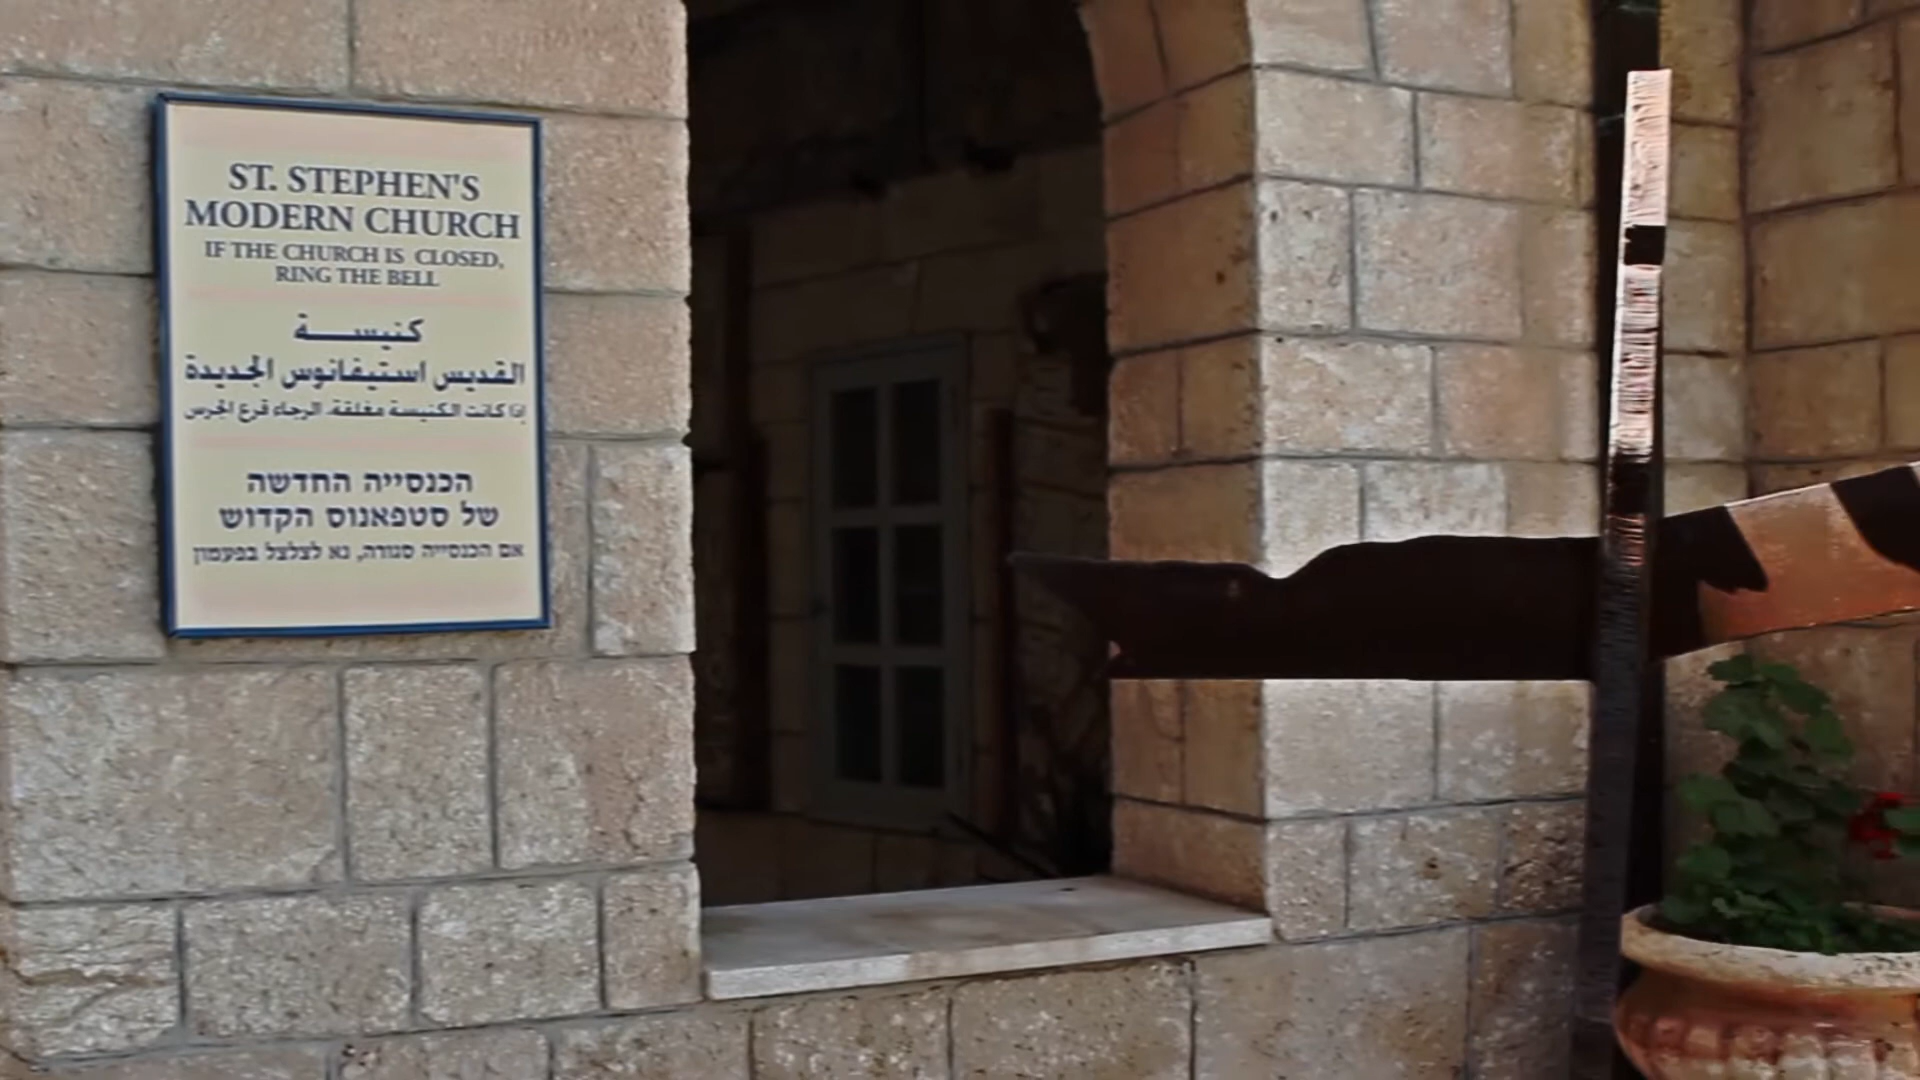 ST. STEPHEN'S
MODERN CHURCH
IF THE CHURCH IS CLOSED,
RING THE BELL
كنيســـــة
القديس استيفانوس الجديدة
إذا كانت الكنيسة مغلقة، الرجاء قرع الجرس
הכנסייה החדשה
של סטפאנוס הקדוש
אם הכנסייה סגורה, נא לצלצל בפעמון